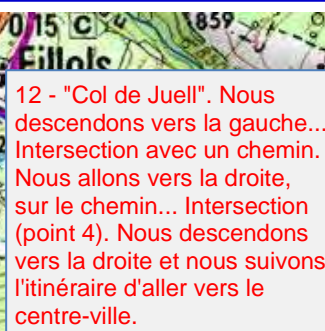 0,15 C 859
Fillols
12 - "Col de Juell". Nous
descendons vers la gauche...
Intersection avec un chemin.
Nous allons vers la droite,
sur le chemin... Intersection
(point 4). Nous descendons
vers la droite et nous suivons
l'itinéraire d'aller vers le
centre-ville.